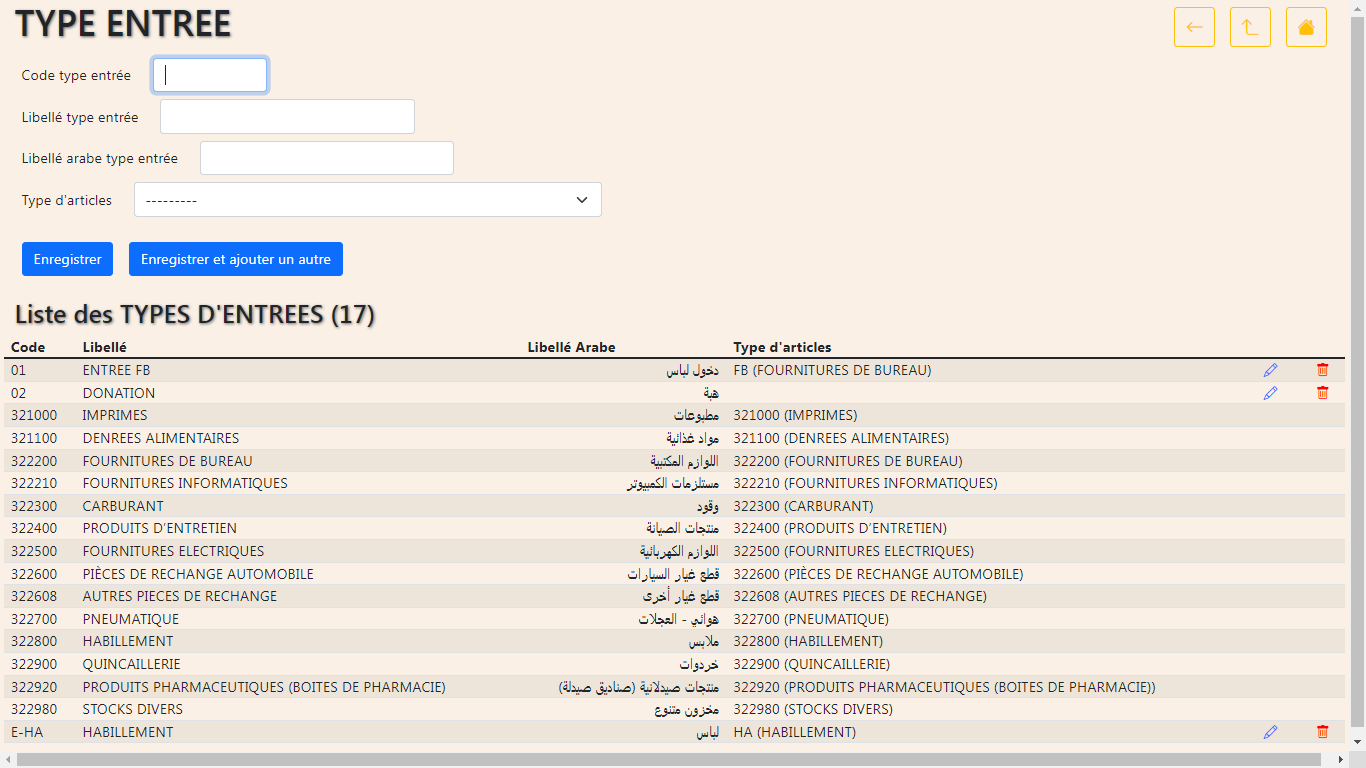 TYPE ENTREE
Code type entrée
Libellé type entrée
Libellé arabe type entrée
Type d'articles ---------
Enregistrer Enregistrer et ajouter un autre
Liste des TYPES D'ENTREES (17)
Code Libellé Libellé Arabe Type d'articles
01 ENTREE FB دخول لباس FB (FOURNITURES DE BUREAU)
02 DONATION هبة
321000 IMPRIMES مطبوعات 321000 (IMPRIMES)
321100 DENREES ALIMENTAIRES مواد غذائية 321100 (DENREES ALIMENTAIRES)
322200 FOURNITURES DE BUREAU اللوازم المكتبية 322200 (FOURNITURES DE BUREAU)
322210 FOURNITURES INFORMATIQUES مستلزمات الكمبيوتر 322210 (FOURNITURES INFORMATIQUES)
322300 CARBURANT وقود 322300 (CARBURANT)
322400 PRODUITS D’ENTRETIEN منتجات الصيانة 322400 (PRODUITS D’ENTRETIEN)
322500 FOURNITURES ELECTRIQUES اللوازم الكهربائية 322500 (FOURNITURES ELECTRIQUES)
322600 PIÈCES DE RECHANGE AUTOMOBILE قطع غيار السيارات 322600 (PIÈCES DE RECHANGE AUTOMOBILE)
322608 AUTRES PIECES DE RECHANGE قطع غيار أخرى 322608 (AUTRES PIECES DE RECHANGE)
322700 PNEUMATIQUE هوائي - العجلات 322700 (PNEUMATIQUE)
322800 HABILLEMENT ملابس 322800 (HABILLEMENT)
322900 QUINCAILLERIE خردوات 322900 (QUINCAILLERIE)
322920 PRODUITS PHARMACEUTIQUES (BOITES DE PHARMACIE) منتجات صيدلانية (صناديق صيدلة) 322920 (PRODUITS PHARMACEUTIQUES (BOITES DE PHARMACIE))
322980 STOCKS DIVERS مخزون متنوع 322980 (STOCKS DIVERS)
E-HA HABILLEMENT لباس HA (HABILLEMENT)